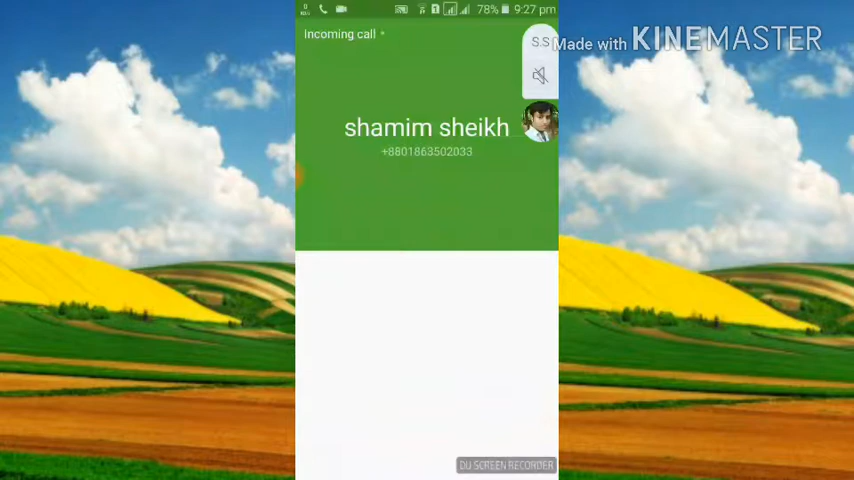 78% 9:27 pm
Incoming call
S.S
Made with KINEMASTER
shamim sheikh
+8801863502033
DU SCREEN RECORDER